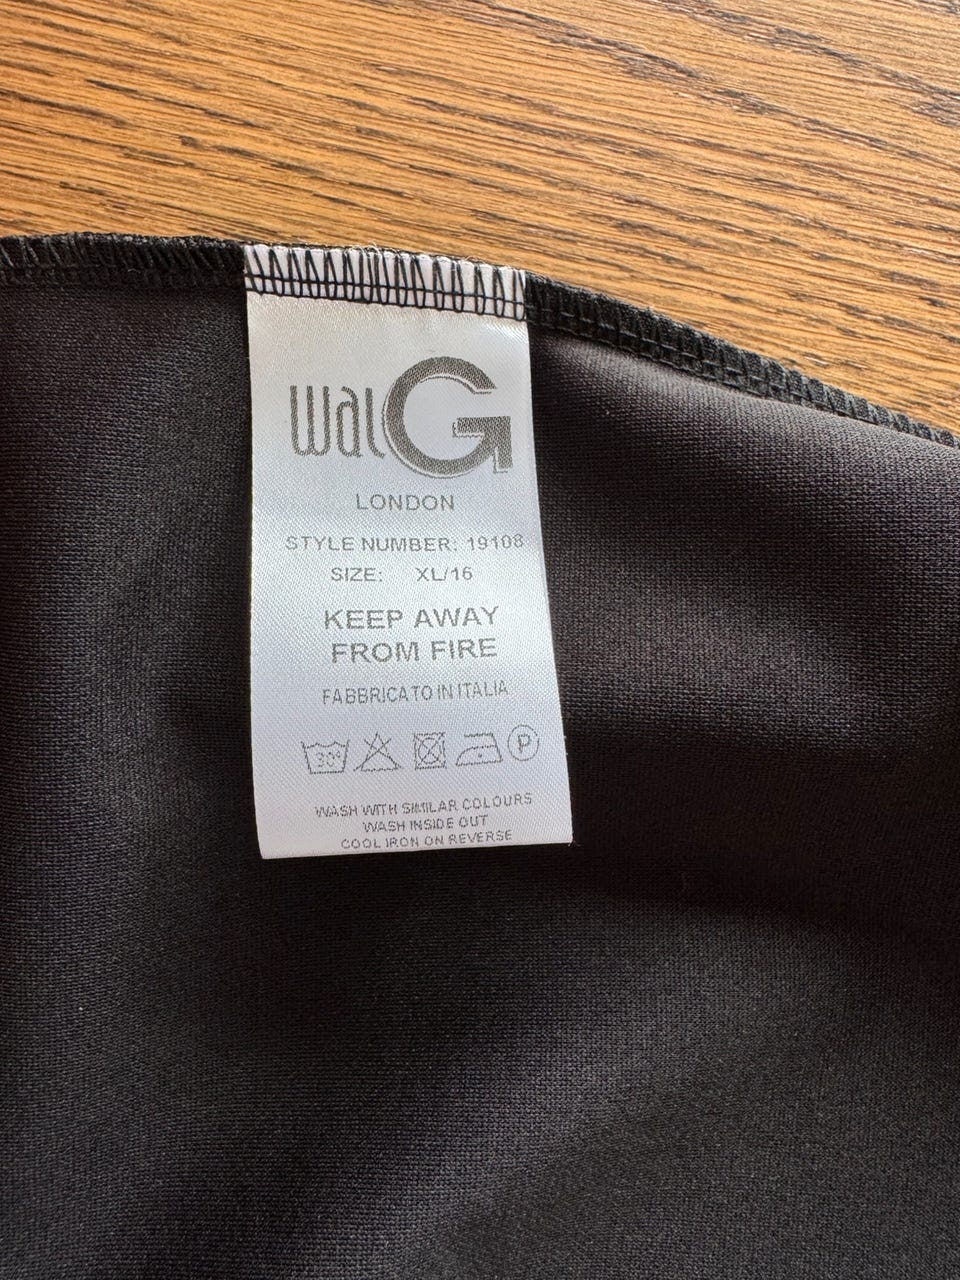 wal G
LONDON
STYLE NUMBER: 19108
SIZE: XL/16
KEEP AWAY
FROM FIRE
FABBRICATO IN ITALIA
30° P
WASH WITH SIMILAR COLOURS
WASH INSIDE OUT
COOL IRON ON REVERSE